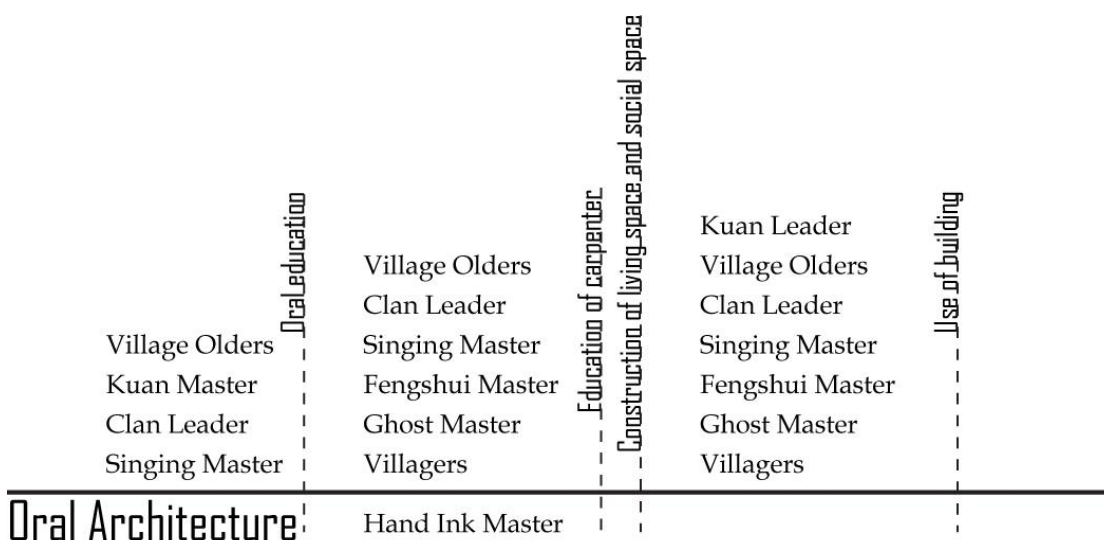 Village Olders
Kuan Master
Clan Leader
Singing Master
Oral education
Village Olders
Clan Leader
Singing Master
Fengshui Master
Ghost Master
Villagers
Education of carpenter
Construction of living space and social space
Kuan Leader
Village Olders
Clan Leader
Singing Master
Fengshui Master
Ghost Master
Villagers
Use of building
Oral Architecture
Hand Ink Master